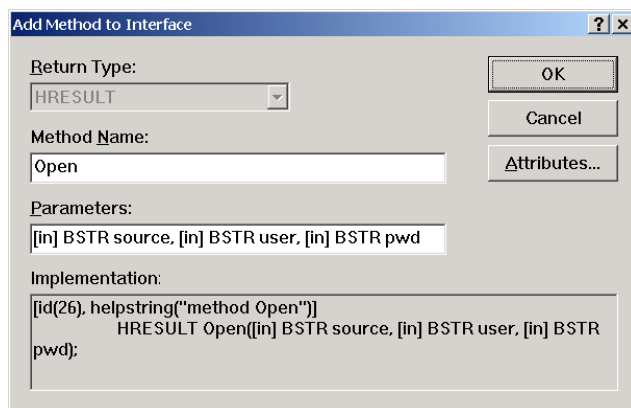 Add Method to Interface
? ×
Return Type:
HRESULT
OK
Cancel
Attributes...
Method Name:
Open
Parameters:
[in] BSTR source, [in] BSTR user, [in] BSTR pwd
Implementation:
[id(26), helpstring("method Open")]
HRESULT Open([in] BSTR source, [in] BSTR user, [in] BSTR
pwd);